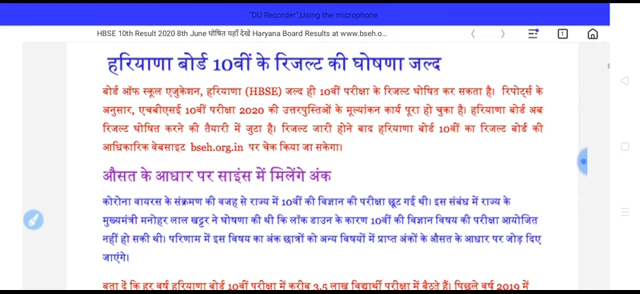 "DU Recorder",Using the microphone
HBSE 10th Result 2020 8th June घोषित यहाँ देखे Haryana Board Results at www.bseh.o...
1
हरियाणा बोर्ड 10वीं के रिजल्ट की घोषणा जल्द
बोर्ड ऑफ स्कूल एजुकेशन, हरियाणा (HBSE) जल्द ही 10वीं परीक्षा के रिजल्ट घोषित कर सकता है। रिपोर्ट्स के
अनुसार, एचबीएसई 10वीं परीक्षा 2020 की उत्तरपुस्तिओं के मूल्यांकन कार्य पूरा हो चुका है। हरियाणा बोर्ड अब
रिजल्ट घोषित करने की तैयारी में जुटा है। रिजल्ट जारी होने बाद हरियाणा बोर्ड 10वीं का रिजल्ट बोर्ड की
आधिकारिक वेबसाइट bseh.org.in पर चेक किया जा सकेगा।
औसत के आधार पर साइंस में मिलेंगे अंक
कोरोना वायरस के संक्रमण की वजह से राज्य में 10वीं की विज्ञान की परीक्षा छूट गई थी। इस संबंध में राज्य के
मुख्यमंत्री मनोहर लाल खट्टर ने घोषणा की थी कि लॉक डाउन के कारण 10वीं की विज्ञान विषय की परीक्षा आयोजित
नहीं हो सकी थी। परिणाम में इस विषय का अंक छात्रों को अन्य विषयों में प्राप्त अंकों के औसत के आधार पर जोड़ दिए
जाएंगे।
बता दें कि हर वर्ष हरियाणा बोर्ड 10वीं परीक्षा में करीब 3.5 लाख विद्यार्थी परीक्षा में बैठते हैं। पिछले वर्ष 2019 में